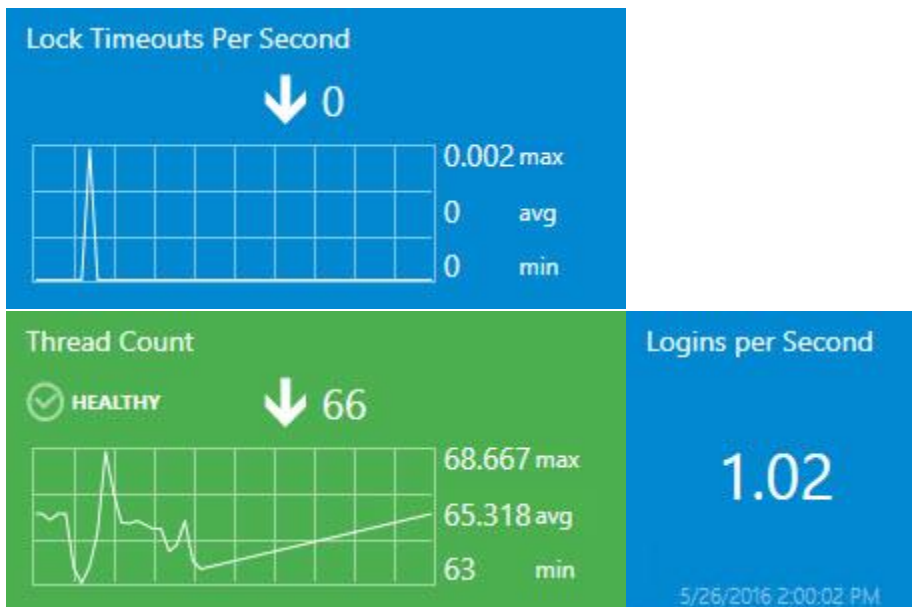 Lock Timeouts Per Second
0
0.002 max
0 avg
0 min
Thread Count
HEALTHY 66
68.667 max
65.318 avg
63 min
Logins per Second
1.02
5/26/2016 2:00:02 PM